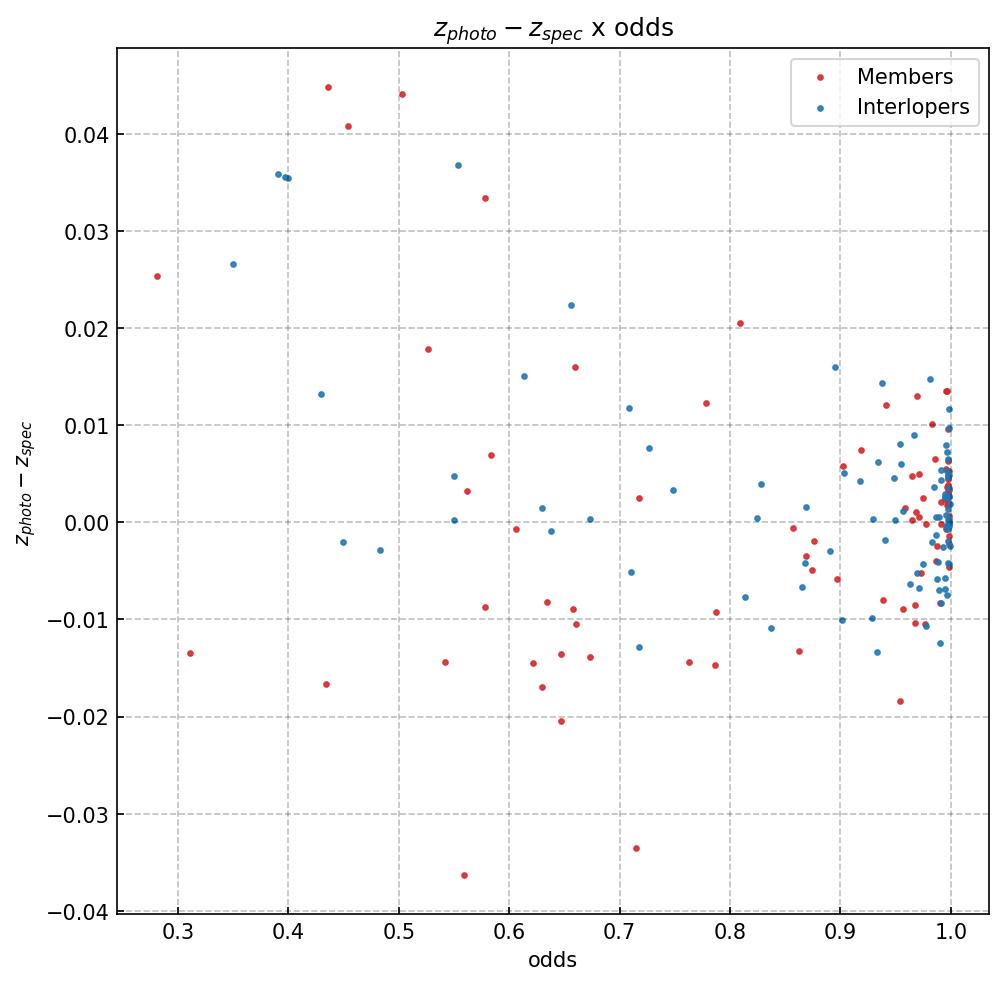 z_photo − z_spec x odds
Members
Interlopers
z_photo − z_spec
0.04
0.03
0.02
0.01
0.00
−0.01
−0.02
−0.03
−0.04
0.3 0.4 0.5 0.6 0.7 0.8 0.9 1.0
odds